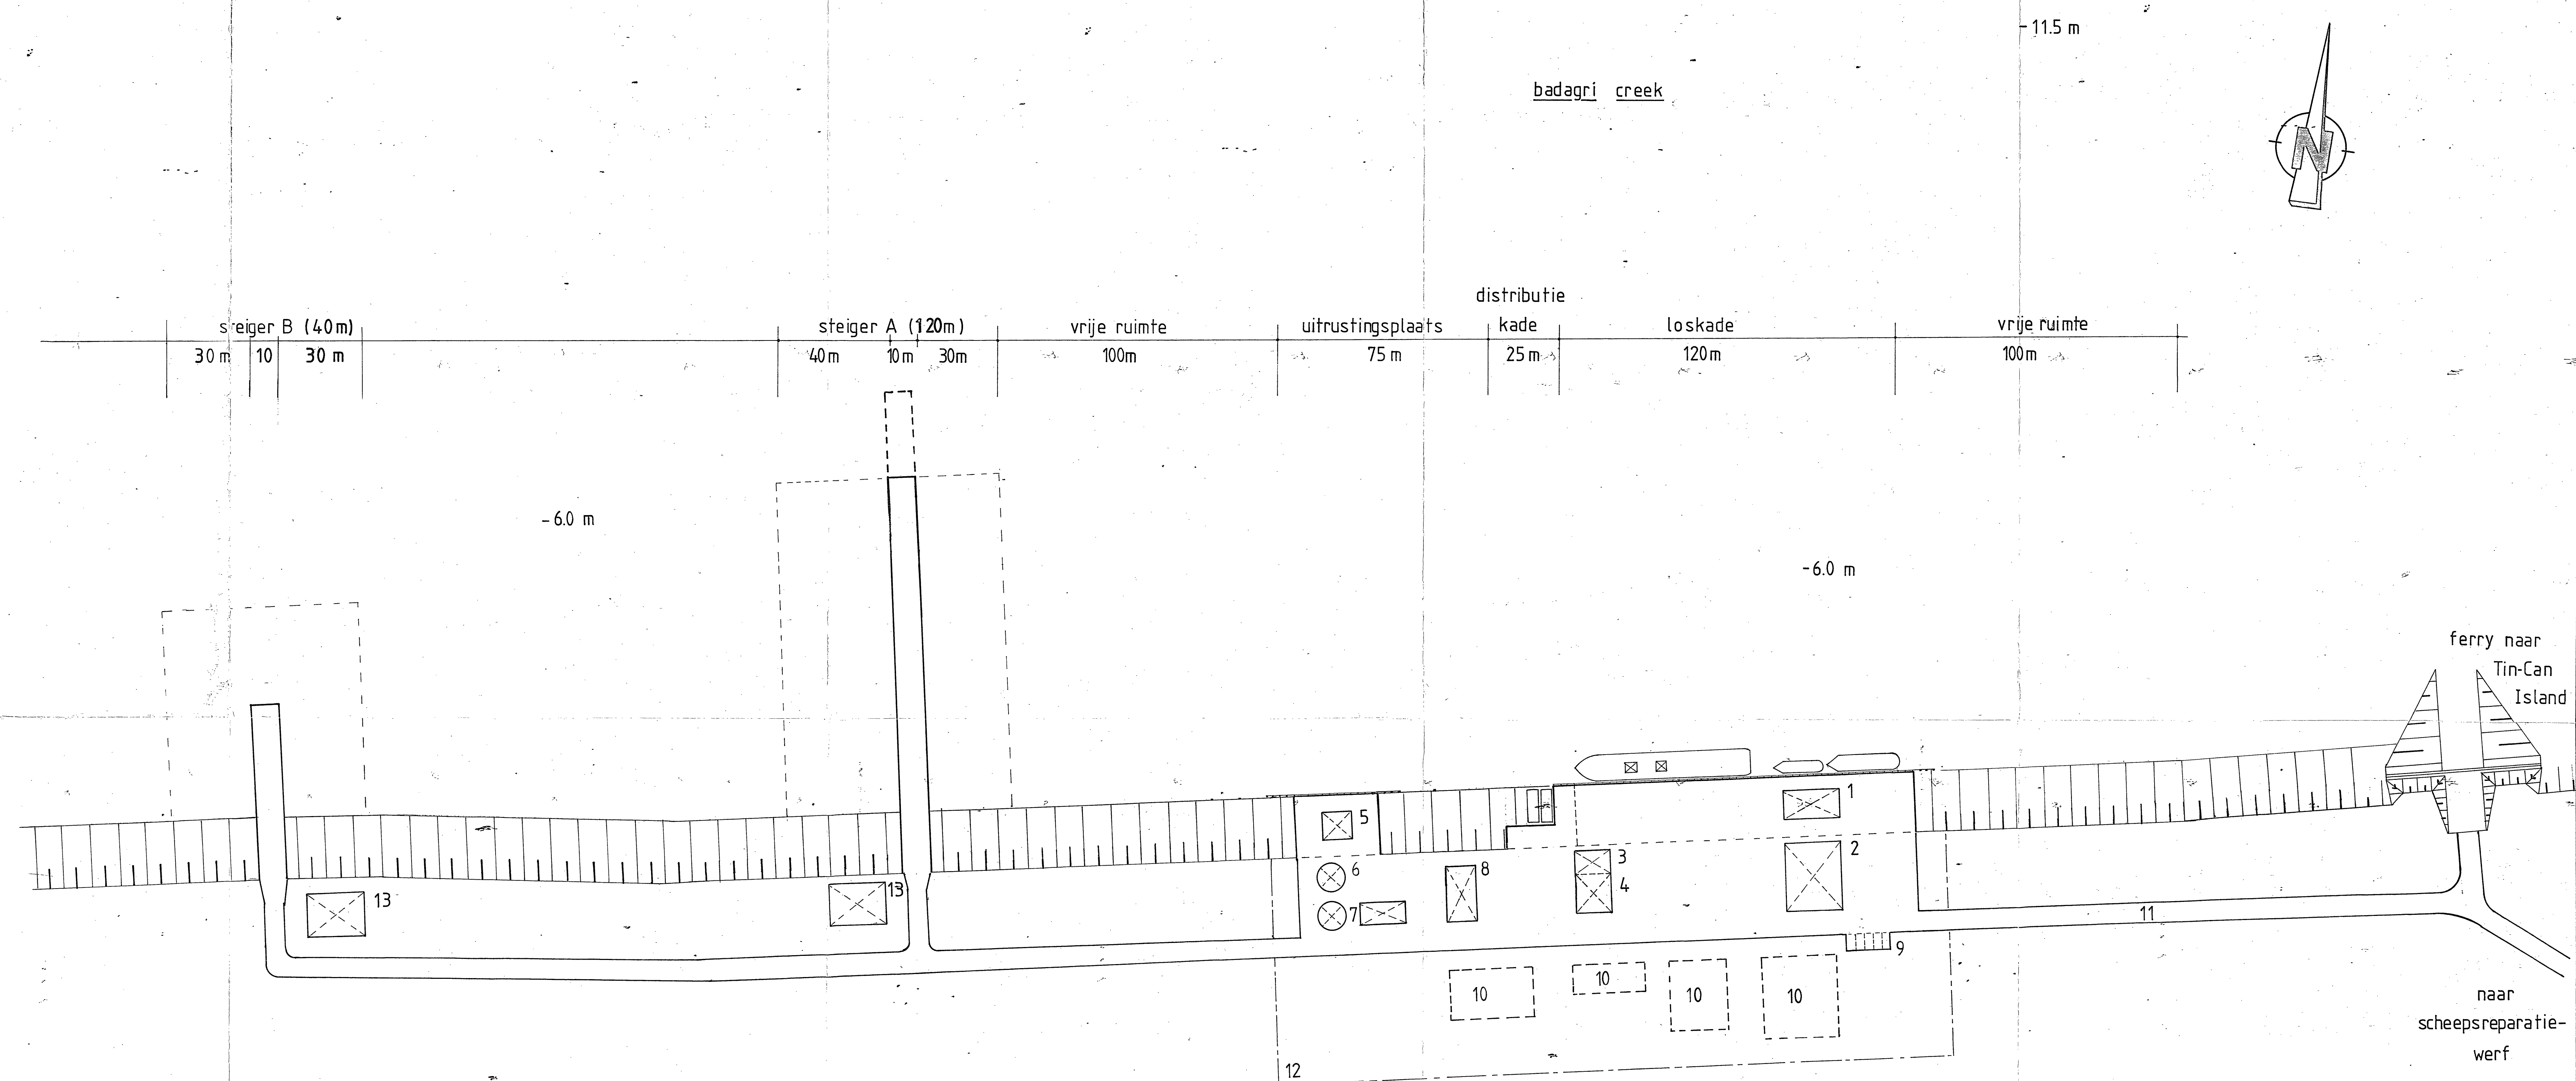 -11.5 m
badagri creek
N
distributie
steiger B (40m)
steiger A (120m)
vrije ruimte
uitrustingsplaats
kade
loskade
vrije ruimte
30 m
10
30 m
40m
10m
30m
100m
75 m
25 m
120m
100m
-6.0 m
-6.0 m
ferry naar
Tin-Can
Island
1
5
2
3
6
8
4
13
13
7
11
9
10
10
10
10
naar
scheepsreparatie-
werf
12